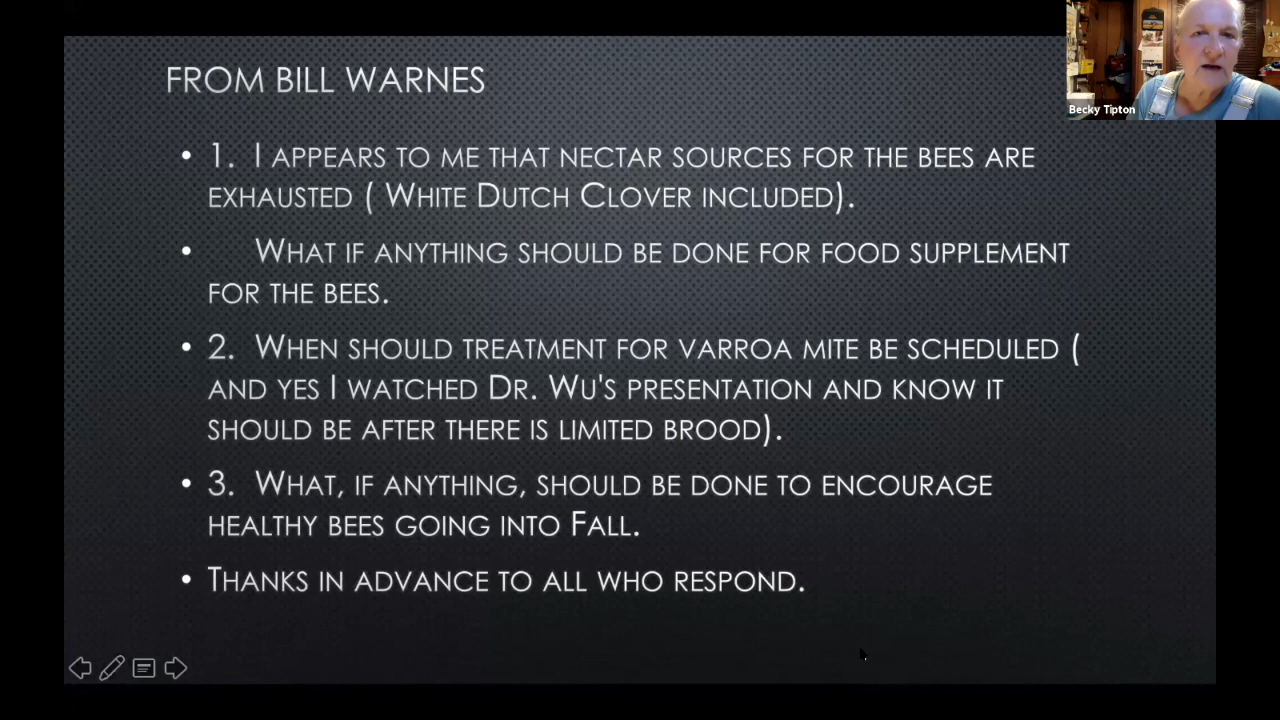 FROM BILL WARNES
Becky Tipton
• 1. I APPEARS TO ME THAT NECTAR SOURCES FOR THE BEES ARE
EXHAUSTED ( WHITE DUTCH CLOVER INCLUDED).
• WHAT IF ANYTHING SHOULD BE DONE FOR FOOD SUPPLEMENT
FOR THE BEES.
• 2. WHEN SHOULD TREATMENT FOR VARROA MITE BE SCHEDULED (
AND YES I WATCHED DR. WU'S PRESENTATION AND KNOW IT
SHOULD BE AFTER THERE IS LIMITED BROOD).
• 3. WHAT, IF ANYTHING, SHOULD BE DONE TO ENCOURAGE
HEALTHY BEES GOING INTO FALL.
• THANKS IN ADVANCE TO ALL WHO RESPOND.